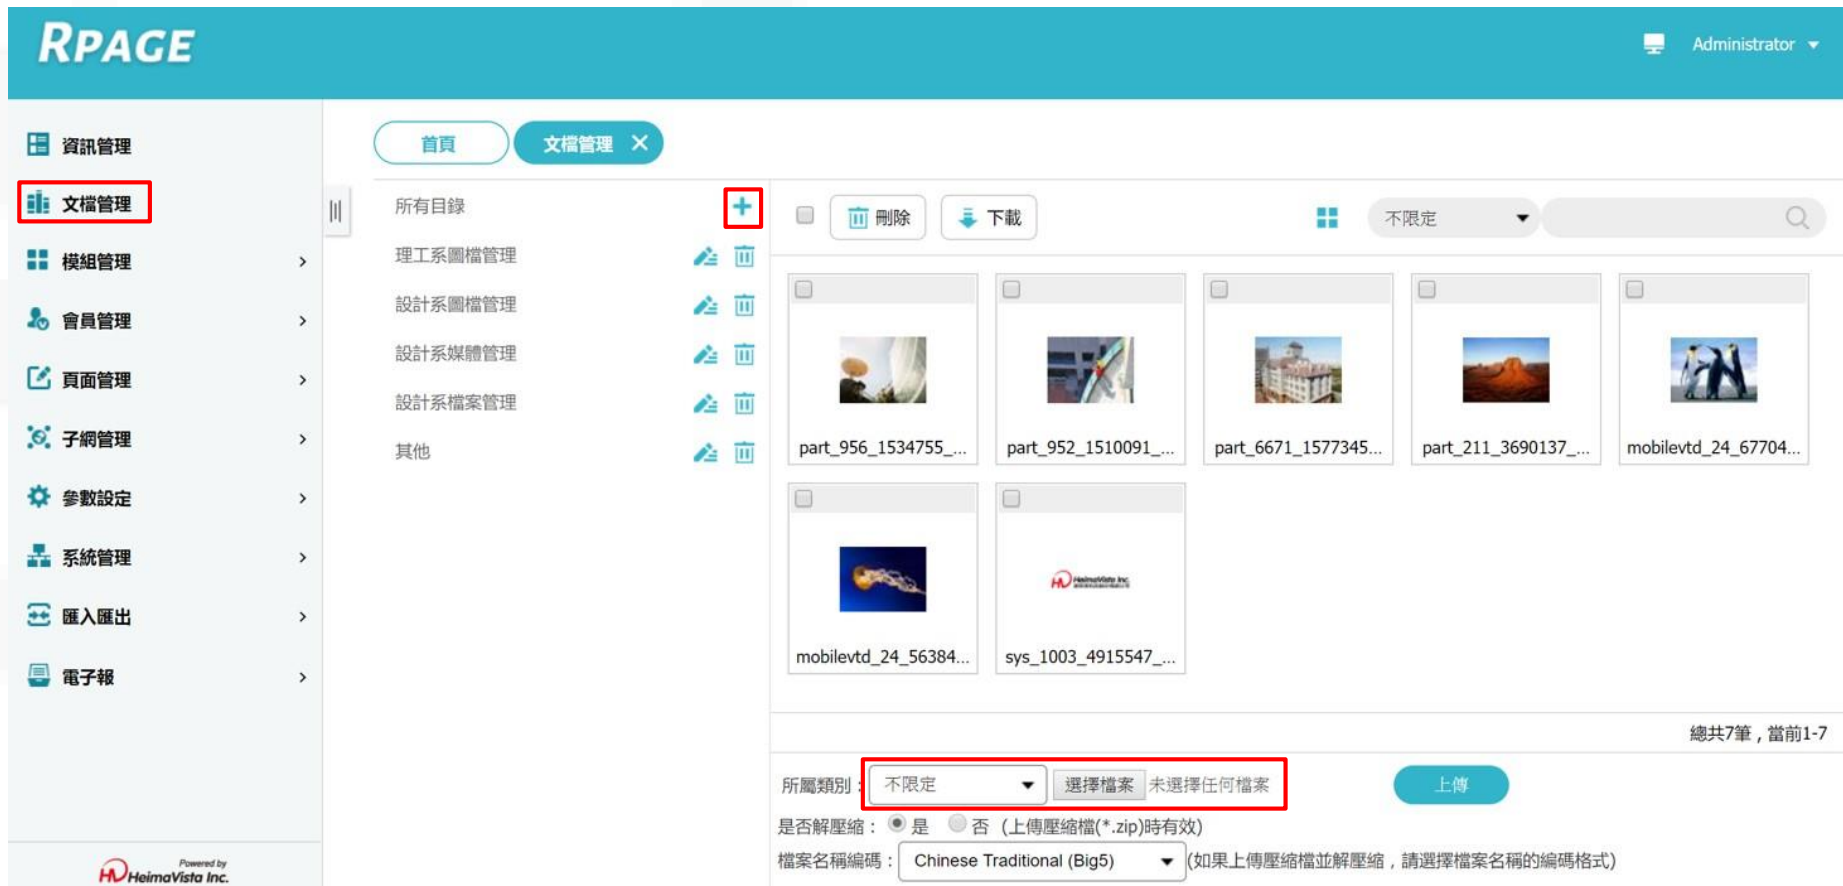 RPAGE
Administrator
資訊管理
文檔管理
模組管理
會員管理
頁面管理
子網管理
參數設定
系統管理
匯入匯出
電子報
Powered by
HeimaVista Inc.
首頁
文檔管理
所有目錄
理工系圖檔管理
設計系圖檔管理
設計系媒體管理
設計系檔案管理
其他
刪除
下載
不限定
part_956_1534755_...
part_952_1510091_...
part_6671_1577345...
part_211_3690137_...
mobilevtd_24_67704...
HeimaVista Inc.
mobilevtd_24_56384...
sys_1003_4915547_...
總共7筆，當前1-7
所屬類別： 不限定 選擇檔案 未選擇任何檔案 上傳
是否解壓縮： 是 否 (上傳壓縮檔(*.zip)時有效)
檔案名稱編碼： Chinese Traditional (Big5) (如果上傳壓縮檔並解壓縮，請選擇檔案名稱的編碼格式)